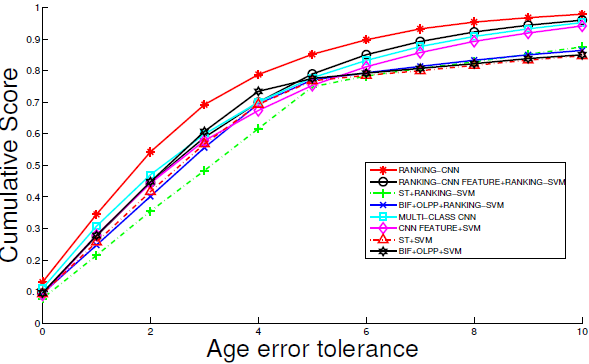 1
0.9
0.8
0.7
0.6
0.5
0.4
0.3
0.2
0.1
0
Cumulative Score
RANKING–CNN
RANKING–CNN FEATURE+RANKING–SVM
ST+RANKING–SVM
BIF+OLPP+RANKING–SVM
MULTI–CLASS CNN
CNN FEATURE+SVM
ST+SVM
BIF+OLPP+SVM
0 2 4 6 8 10
Age error tolerance